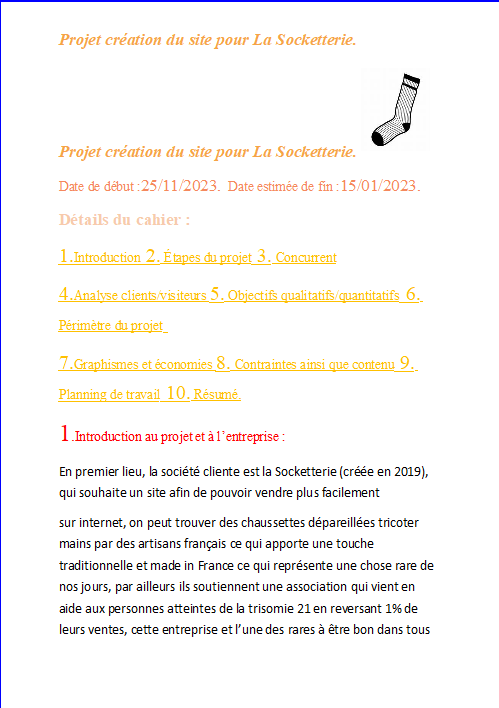 Projet création du site pour La Socketterie.
Projet création du site pour La Socketterie.
Date de début :25/11/2023. Date estimée de fin :15/01/2023.
Détails du cahier :
1.Introduction 2. Étapes du projet 3. Concurrent
4.Analyse clients/visiteurs 5. Objectifs qualitatifs/quantitatifs 6.
Périmètre du projet
7.Graphismes et économies 8. Contraintes ainsi que contenu 9.
Planning de travail 10. Résumé.
1.Introduction au projet et à l'entreprise :
En premier lieu, la société cliente est la Socketterie (créée en 2019),
qui souhaite un site afin de pouvoir vendre plus facilement
sur internet, on peut trouver des chaussettes dépareillées tricoter
mains par des artisans français ce qui apporte une touche
traditionnelle et made in France ce qui représente une chose rare de
nos jours, par ailleurs ils soutiennent une association qui vient en
aide aux personnes atteintes de la trisomie 21 en reversant 1% de
leurs ventes, cette entreprise et l'une des rares à être bon dans tous